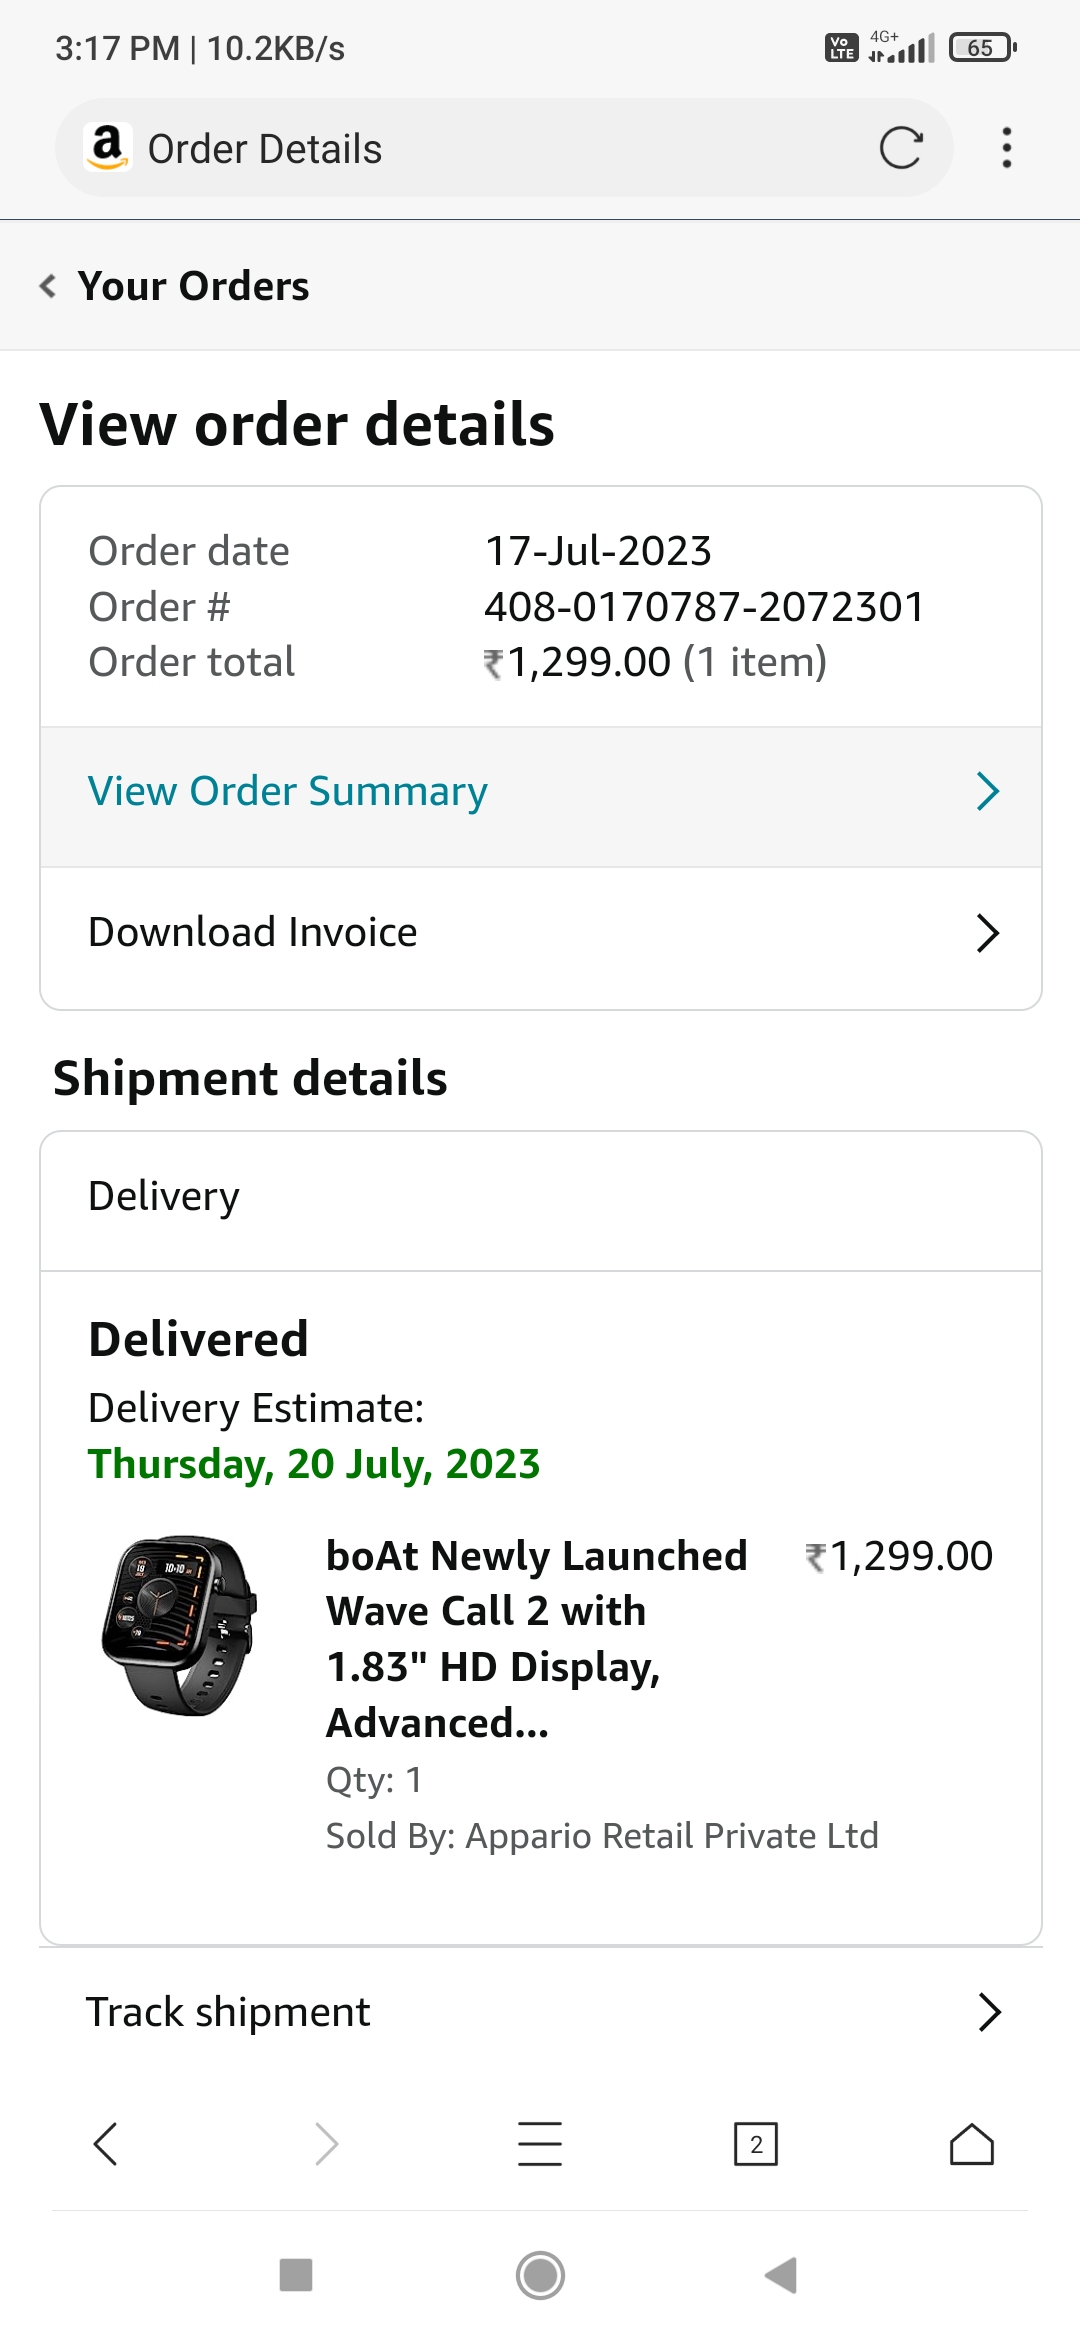 3:17 PM | 10.2KB/s
Vo LTE 4G+ 65
a Order Details
Your Orders
View order details
Order date 17-Jul-2023
Order # 408-0170787-2072301
Order total ₹1,299.00 (1 item)
View Order Summary
Download Invoice
Shipment details
Delivery
Delivered
Delivery Estimate:
Thursday, 20 July, 2023
10:10
19
boAt Newly Launched ₹1,299.00
Wave Call 2 with
1.83" HD Display,
Advanced...
Qty: 1
Sold By: Appario Retail Private Ltd
Track shipment
2